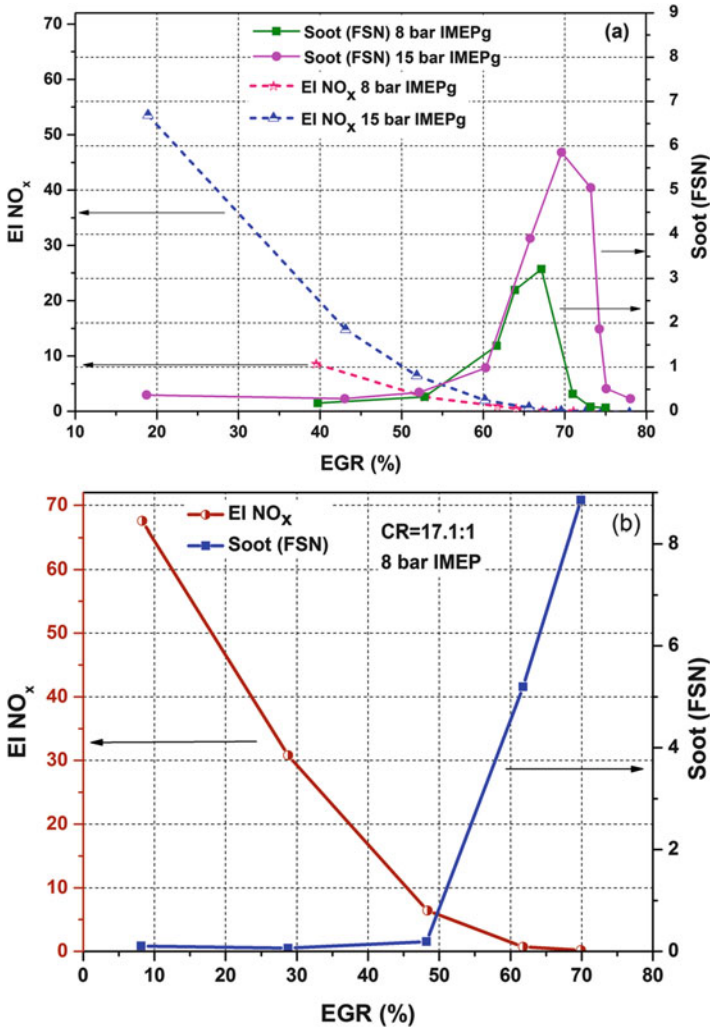 (a)
Soot (FSN) 8 bar IMEPg
Soot (FSN) 15 bar IMEPg
EI NOx 8 bar IMEPg
EI NOx 15 bar IMEPg
70
60
50
40
30
20
10
0
EI NOx
9
8
7
6
5
4
3
2
1
0
Soot (FSN)
10 20 30 40 50 60 70 80
EGR (%)
(b)
EI NOx
Soot (FSN)
CR=17.1:1
8 bar IMEP
70
60
50
40
30
20
10
0
EI NOx
8
6
4
2
0
Soot (FSN)
0 10 20 30 40 50 60 70 80
EGR (%)